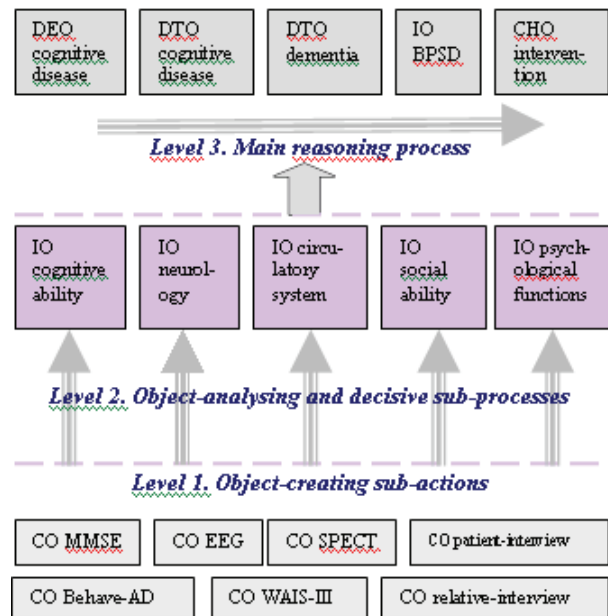 DEO
cognitive
disease
DTO
cognitive
disease
DTO
dementia
IO
BPSD
CHO
interven-
tion
Level 3. Main reasoning process
IO
cognitive
ability
IO
neurol-
ogy
IO circu-
latory
system
IO
social
ability
IO psych-
ological
functions
Level 2. Object-analysing and decisive sub-processes
Level 1. Object-creating sub-actions
CO MMSE
CO EEG
CO SPECT
CO patient-interview
CO Behave-AD
CO WAIS-III
CO relative-interview